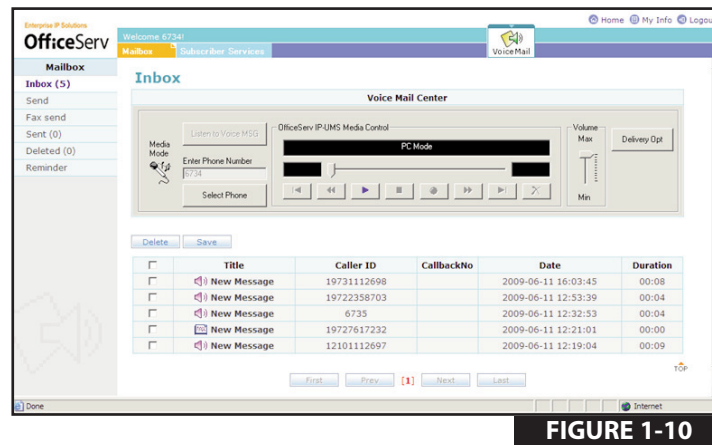 Enterprise IP Solutions
OfficeServ
Home My Info Logou
Welcome 6734!
Mailbox Subscriber Services
VoiceMail
Mailbox
Inbox (5)
Send
Fax send
Sent (0)
Deleted (0)
Reminder
Inbox
Voice Mail Center
Media Mode
Listen to Voice MSG
Enter Phone Number
6734
Select Phone
OfficeServ IP-UMS Media Control
PC Mode
Volume
Max
Min
Delivery Opt
Delete Save
Title Caller ID CallbackNo Date Duration
New Message 19731112698 2009-06-11 16:03:45 00:08
New Message 19722358703 2009-06-11 12:53:39 00:04
New Message 6735 2009-06-11 12:32:53 00:04
New Message 19727617232 2009-06-11 12:21:01 00:00
New Message 12101112697 2009-06-11 12:19:04 00:09
TOP
First Prev [1] Next Last
Done Internet
FIGURE 1-10